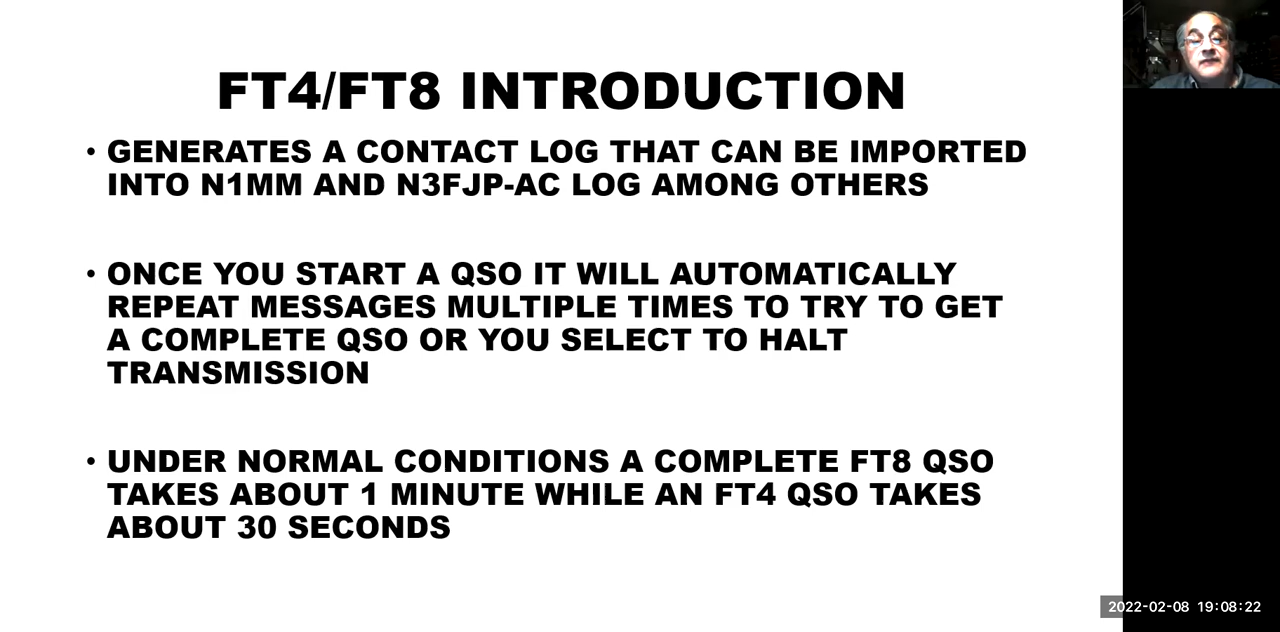 FT4/FT8 INTRODUCTION
• GENERATES A CONTACT LOG THAT CAN BE IMPORTED
INTO N1MM AND N3FJP-AC LOG AMONG OTHERS
• ONCE YOU START A QSO IT WILL AUTOMATICALLY
REPEAT MESSAGES MULTIPLE TIMES TO TRY TO GET
A COMPLETE QSO OR YOU SELECT TO HALT
TRANSMISSION
• UNDER NORMAL CONDITIONS A COMPLETE FT8 QSO
TAKES ABOUT 1 MINUTE WHILE AN FT4 QSO TAKES
ABOUT 30 SECONDS
2022-02-08 19:08:22